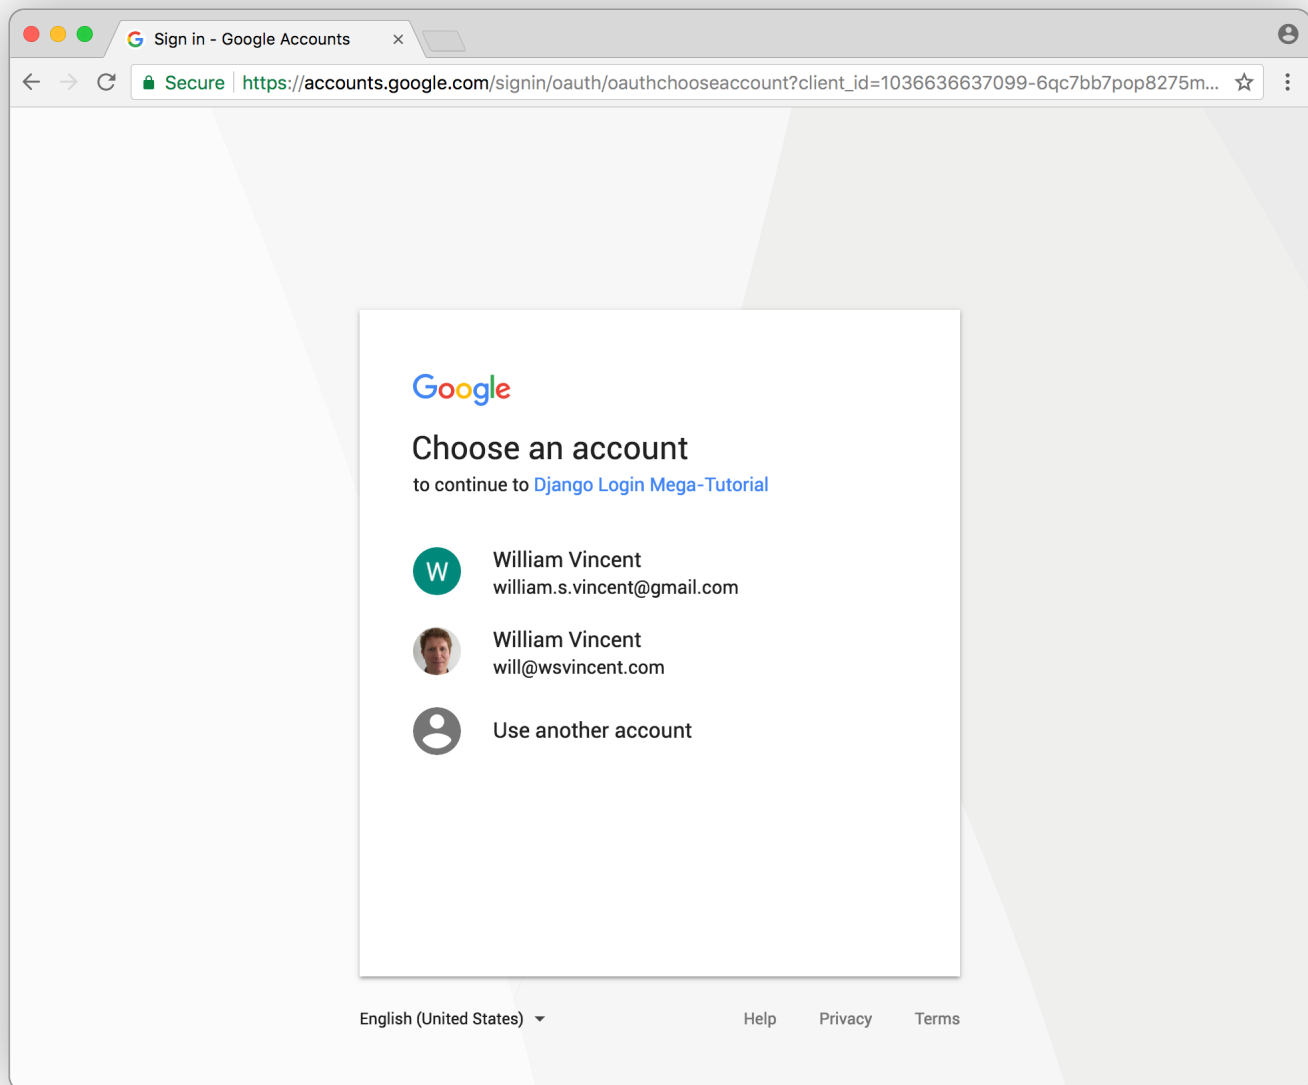 Sign in - Google Accounts
Secure https://accounts.google.com/signin/oauth/oauthchooseaccount?client_id=1036636637099-6qc7bb7pop8275m...
Google
Choose an account
to continue to Django Login Mega-Tutorial
W
William Vincent
william.s.vincent@gmail.com
William Vincent
will@wsvincent.com
Use another account
English (United States)
Help
Privacy
Terms